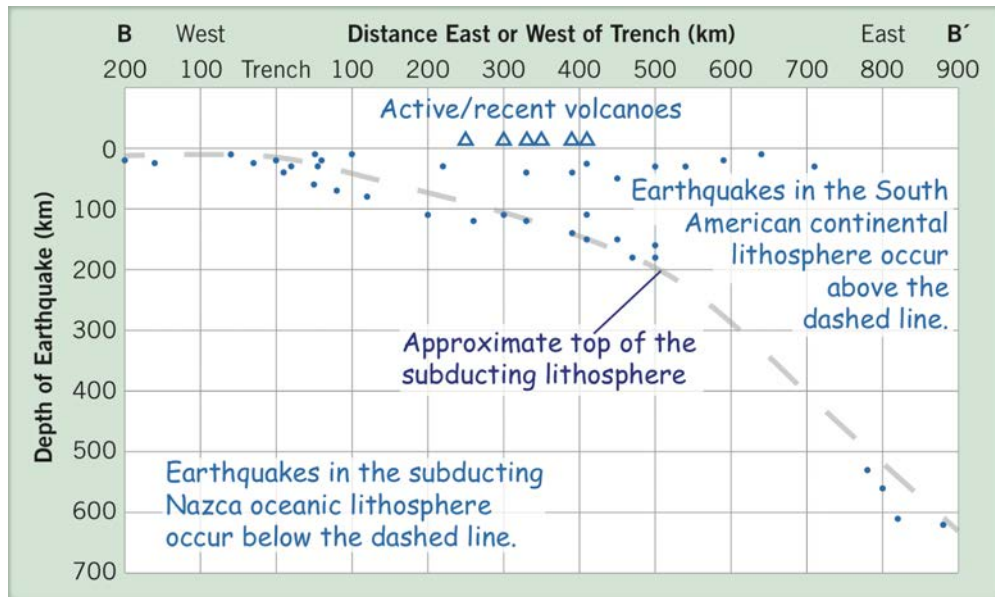 B West Distance East or West of Trench (km) East B´
200 100 Trench 100 200 300 400 500 600 700 800 900
Active/recent volcanoes
0
100
200
300
400
500
600
700
Depth of Earthquake (km)
Earthquakes in the South
American continental
lithosphere occur
above the
dashed line.
Approximate top of the
subducting lithosphere
Earthquakes in the subducting
Nazca oceanic lithosphere
occur below the dashed line.